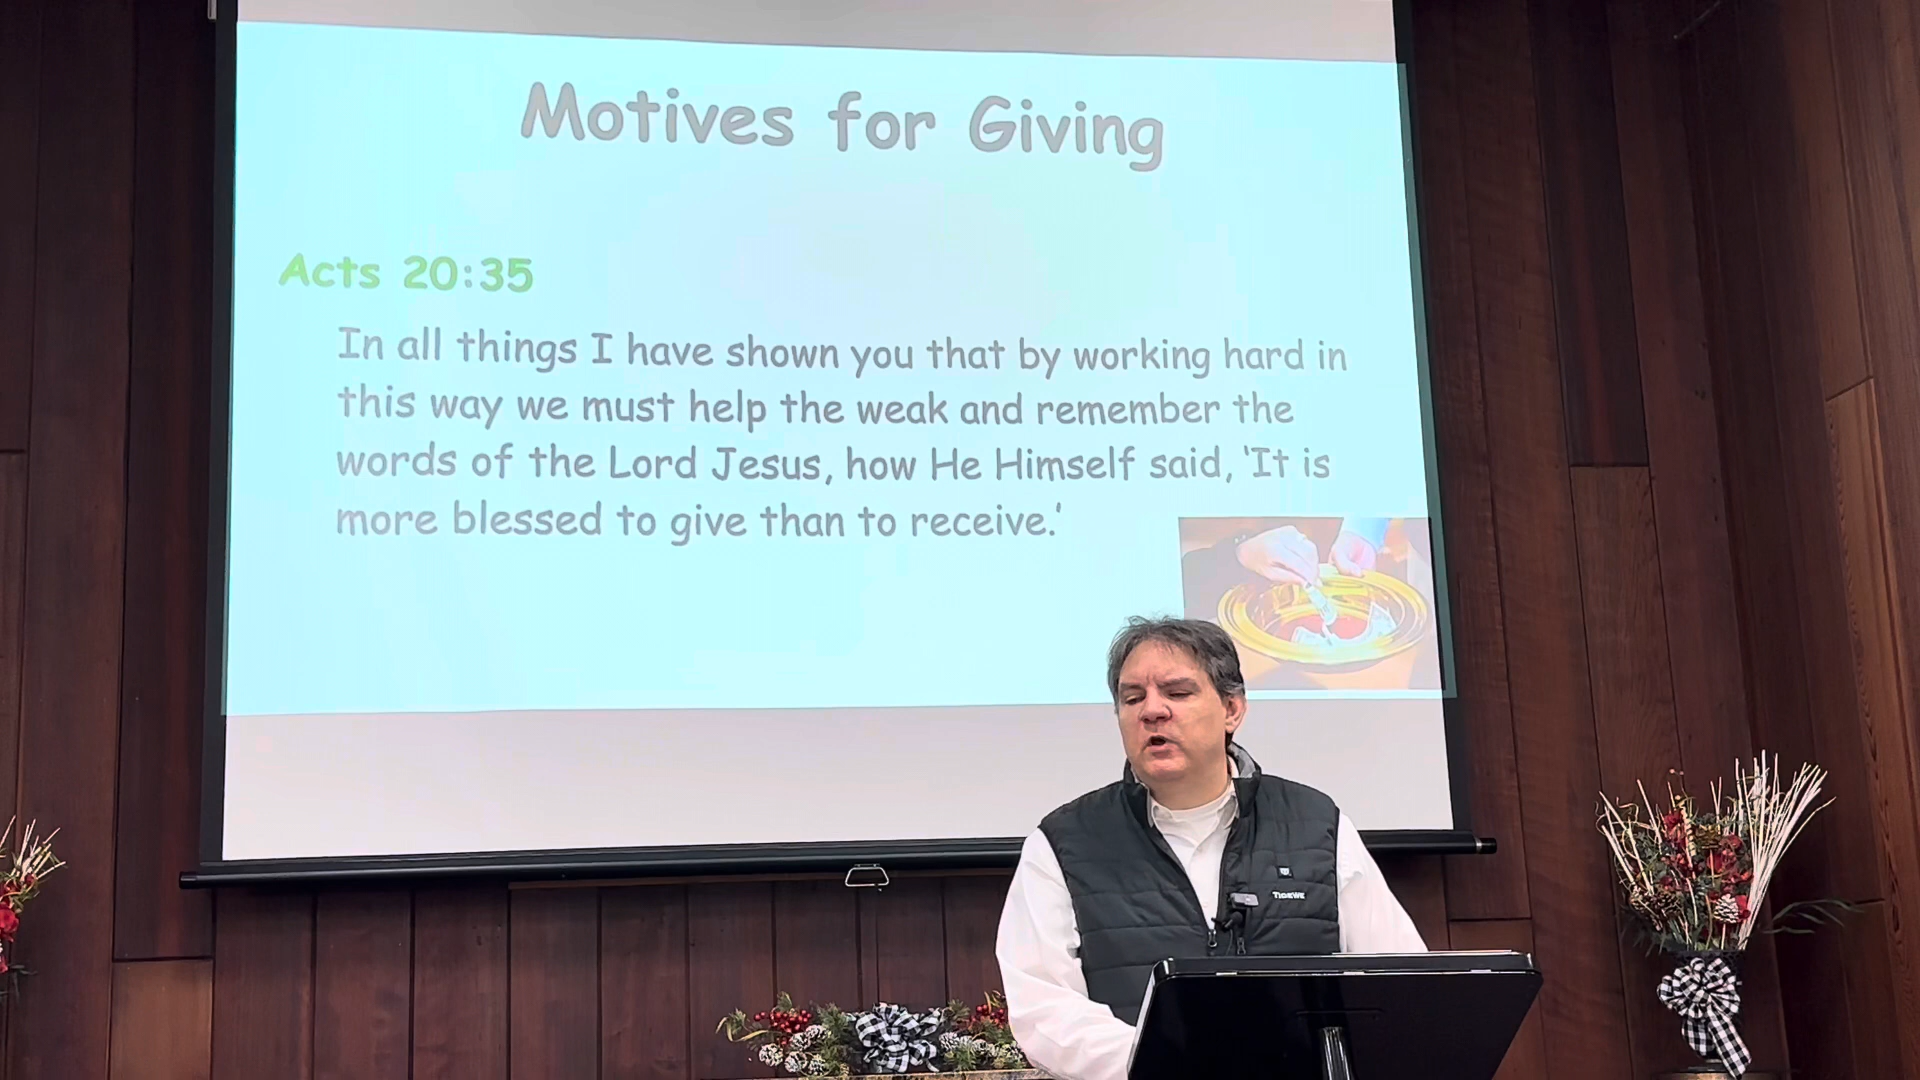 Motives for Giving
Acts 20:35
In all things I have shown you that by working hard in
this way we must help the weak and remember the
words of the Lord Jesus, how He Himself said, 'It is
more blessed to give than to receive.'
TIDEWE